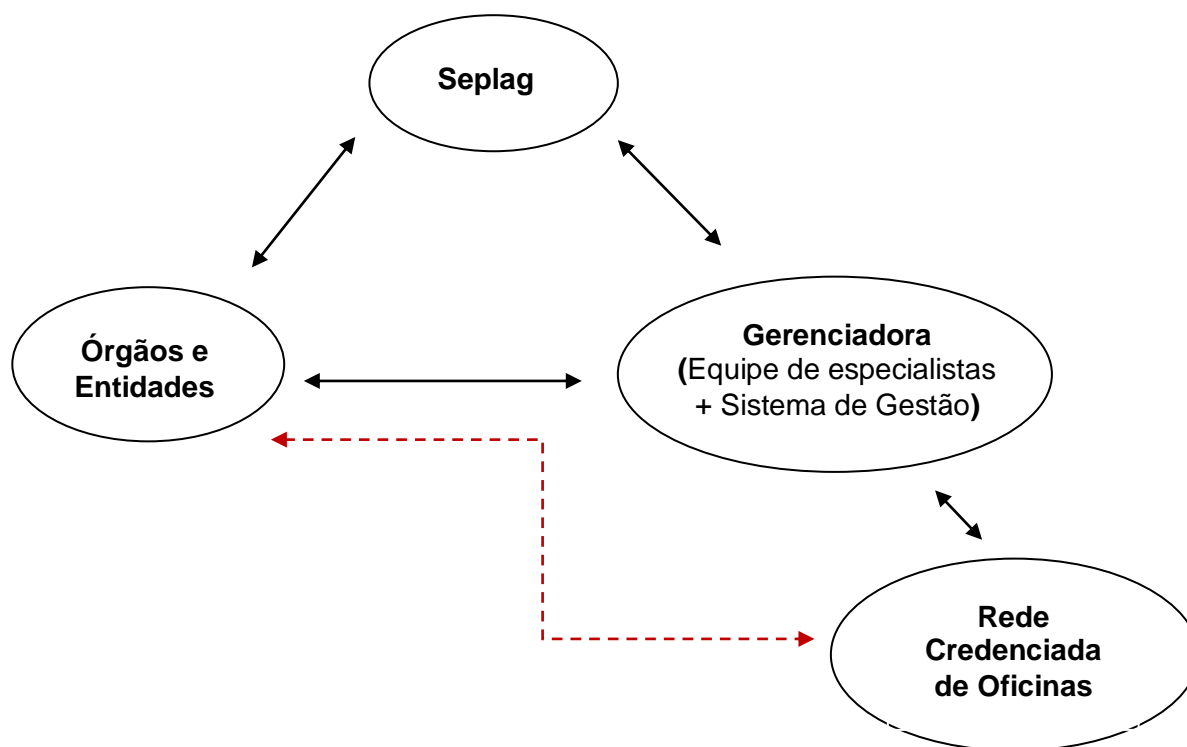 Seplag
Órgãos e
Entidades
Gerenciadora
(Equipe de especialistas
+ Sistema de Gestão)
Rede
Credenciada
de Oficinas